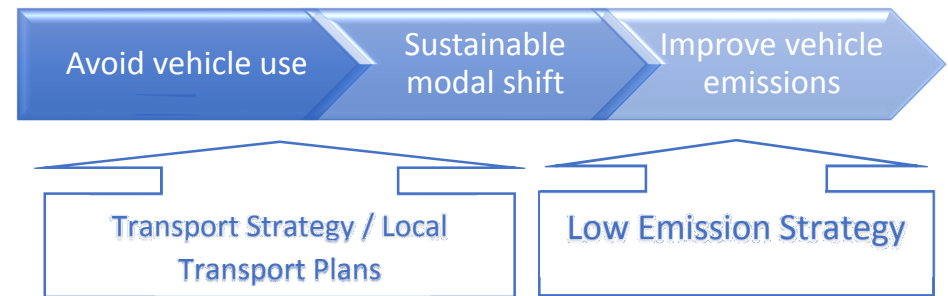 Avoid vehicle use
Sustainable
modal shift
Improve vehicle
emissions
Transport Strategy / Local
Transport Plans
Low Emission Strategy